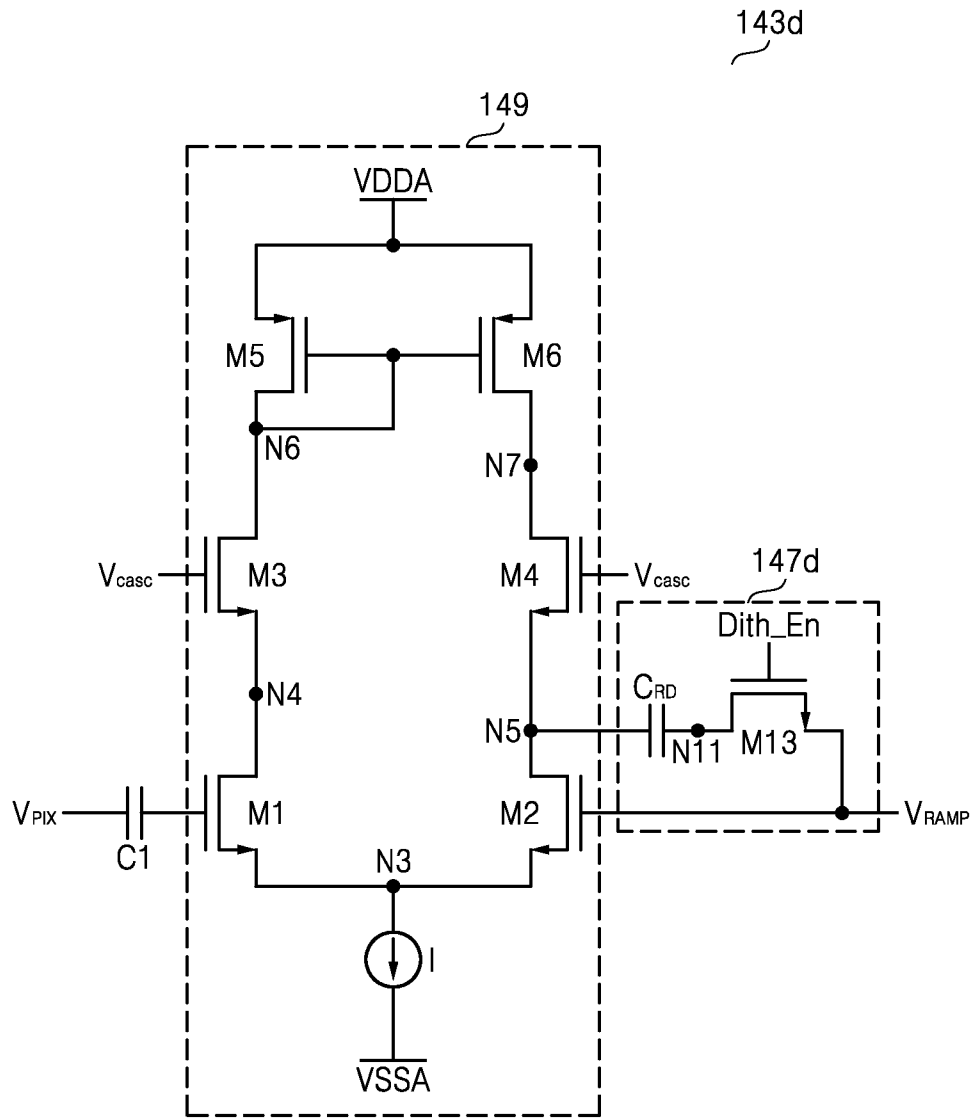 143d
149
VDDA
M5
M6
N6
N7
Vcasc
M3
M4
Vcasc
147d
Dith_En
CRD
N4
N5
N11
M13
VPIX
C1
M1
M2
VRAMP
N3
I
VSSA